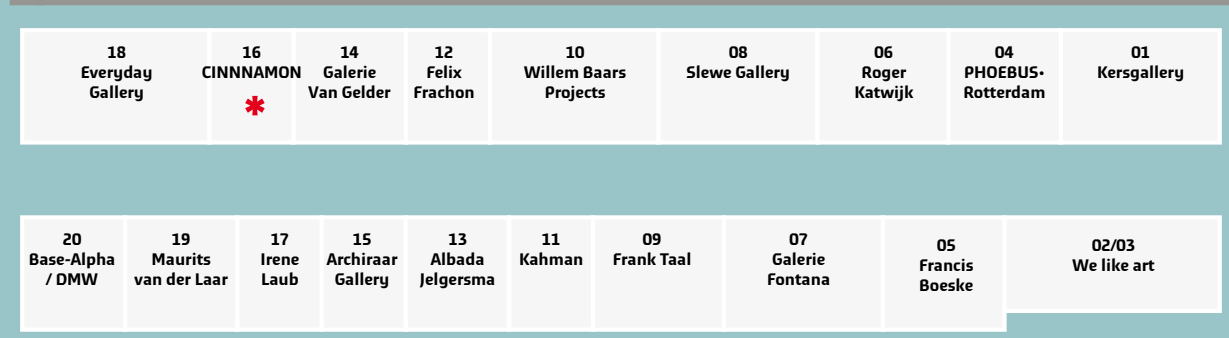 18
Everyday
Gallery
16
CINNNAMON
*
14
Galerie
Van Gelder
12
Felix
Frachon
10
Willem Baars
Projects
08
Slewe Gallery
06
Roger
Katwijk
04
PHOEBUS•
Rotterdam
01
Kersgallery
20
Base-Alpha
/ DMW
19
Maurits
van der Laar
17
Irene
Laub
15
Archiraar
Gallery
13
Albada
Jelgersma
11
Kahman
09
Frank Taal
07
Galerie
Fontana
05
Francis
Boeske
02/03
We like art